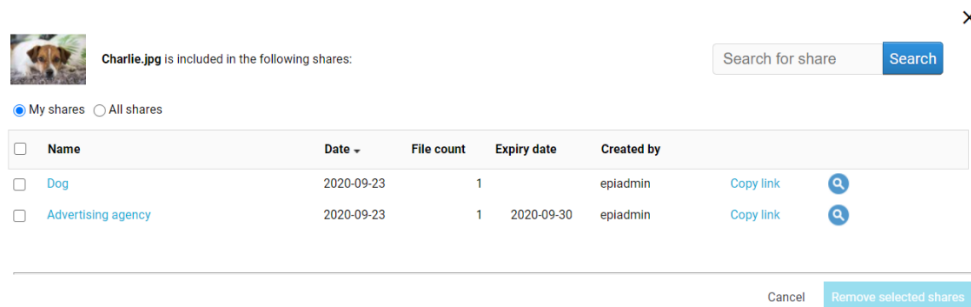 Charlie.jpg is included in the following shares:
Search for share
Search
My shares All shares
Name Date File count Expiry date Created by
Dog 2020-09-23 1 epiadmin Copy link
Advertising agency 2020-09-23 1 2020-09-30 epiadmin Copy link
Cancel Remove selected shares